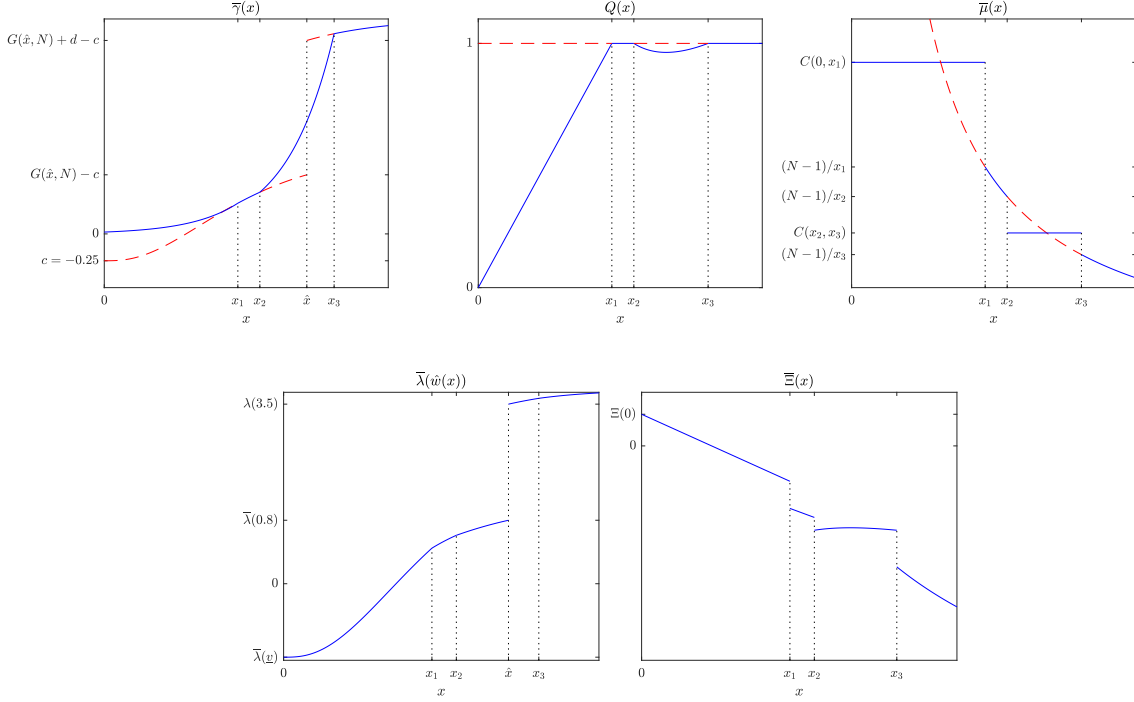 γ̅(x)
G(x̂, N) + d − c
G(x̂, N) − c
0
c = −0.25
0
x₁
x₂
x̂
x₃
x
Q(x)
1
0
0
x₁
x₂
x₃
x
μ̅(x)
C(0, x₁)
(N − 1)/x₁
(N − 1)/x₂
C(x₂, x₃)
(N − 1)/x₃
0
x₁
x₂
x₃
x
λ̅(ŵ(x))
λ(3.5)
λ̅(0.8)
0
λ̅(v̲)
0
x₁
x₂
x̂
x₃
x
Ξ̅(x)
Ξ(0)
0
0
x₁
x₂
x₃
x